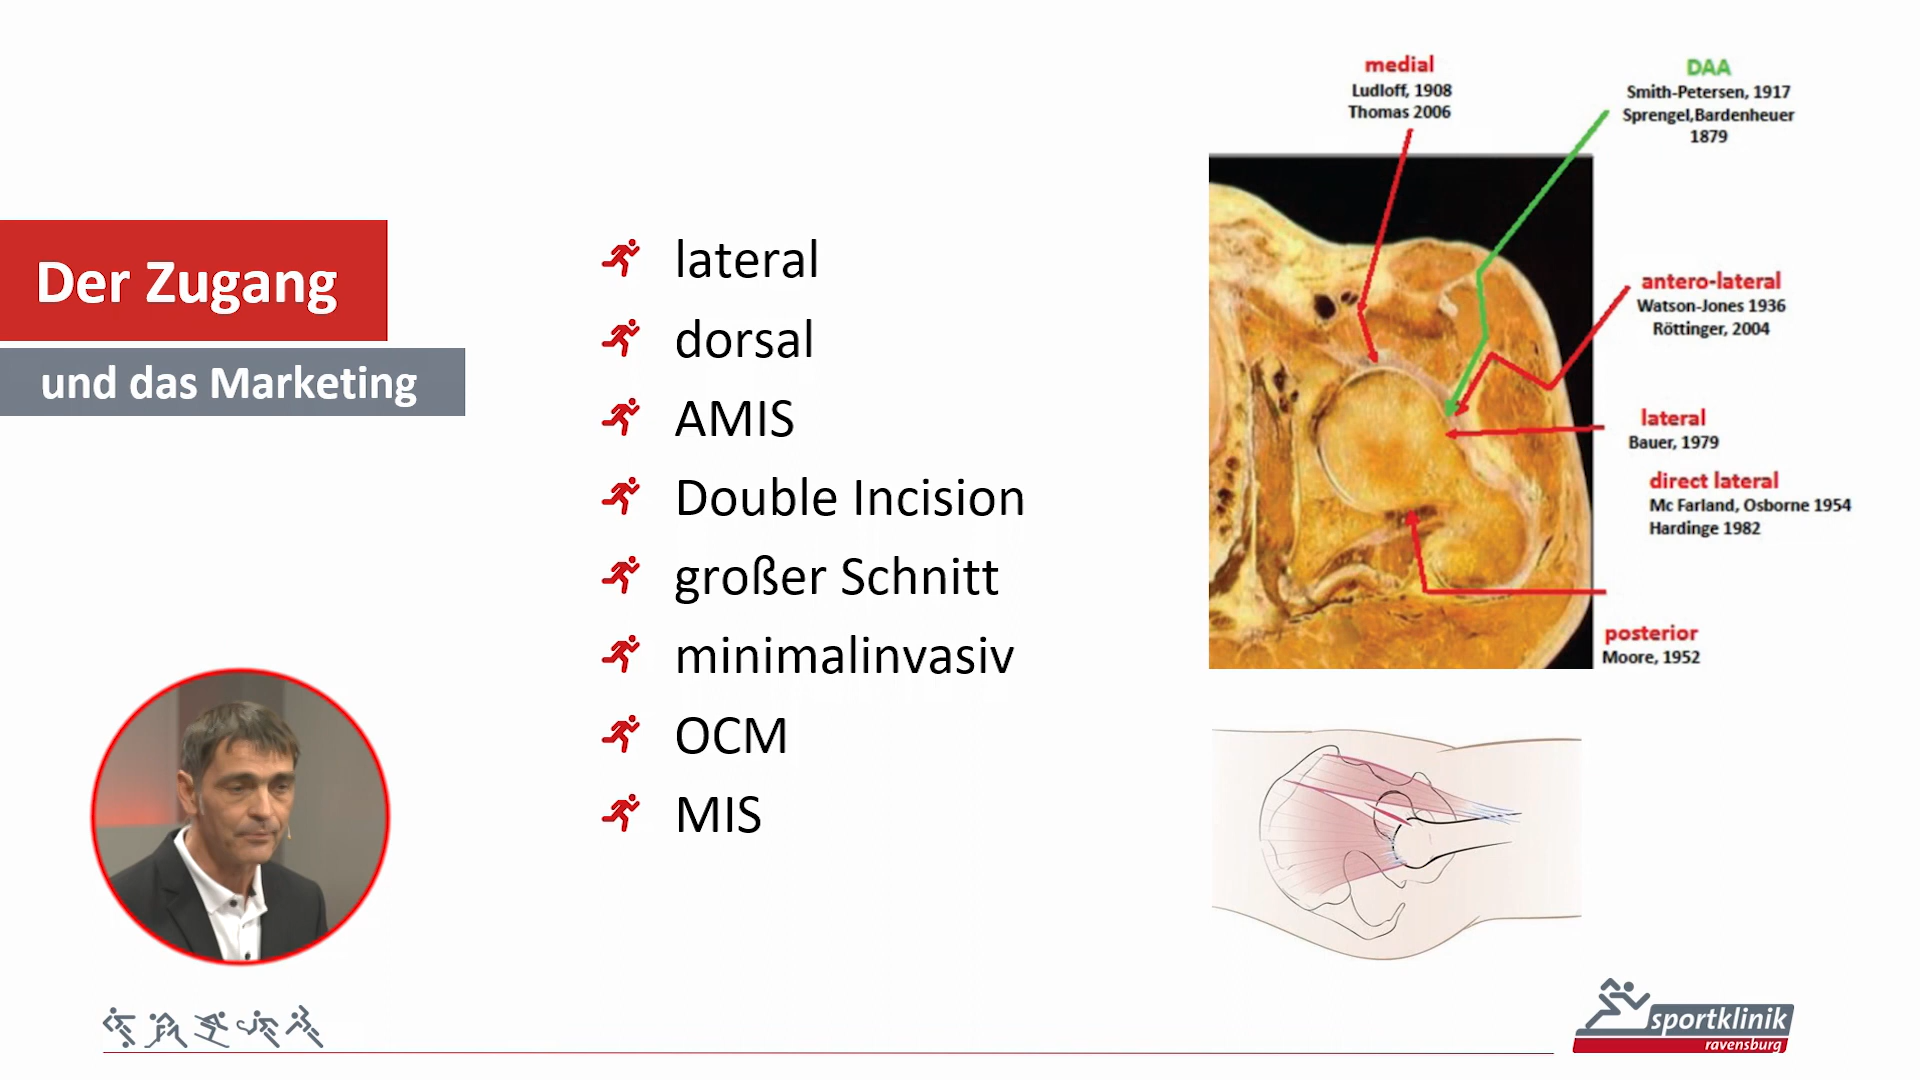 Der Zugang
und das Marketing
lateral
dorsal
AMIS
Double Incision
großer Schnitt
minimalinvasiv
OCM
MIS
medial
Ludloff, 1908
Thomas 2006
DAA
Smith-Petersen, 1917
Sprengel,Bardenheuer
1879
antero-lateral
Watson-Jones 1936
Röttinger, 2004
lateral
Bauer, 1979
direct lateral
Mc Farland, Osborne 1954
Hardinge 1982
posterior
Moore, 1952
sportklinik
ravensburg